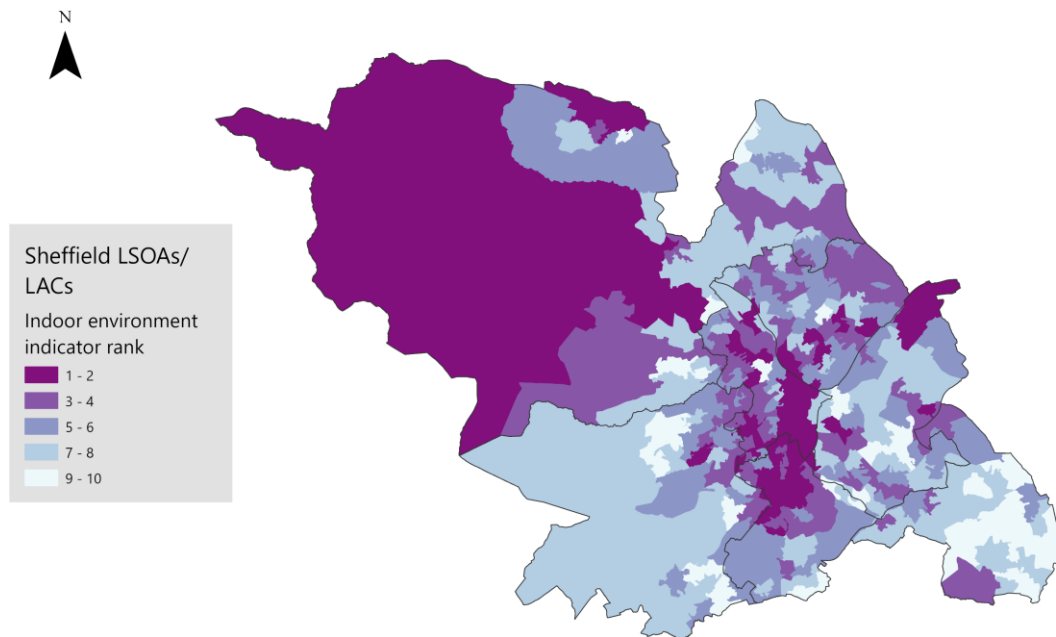 N
Sheffield LSOAs/
LACs
Indoor environment
indicator rank
1 - 2
3 - 4
5 - 6
7 - 8
9 - 10